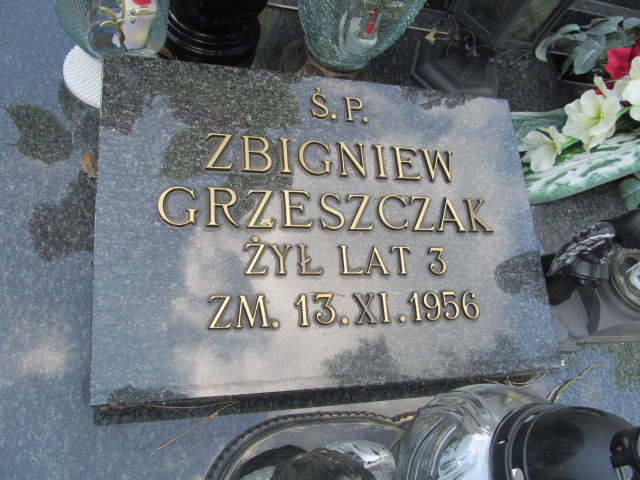 Ś.P.
ZBIGNIEW
GRZESZCZAK
ŻYŁ LAT 3
ZM. 13.XI.1956